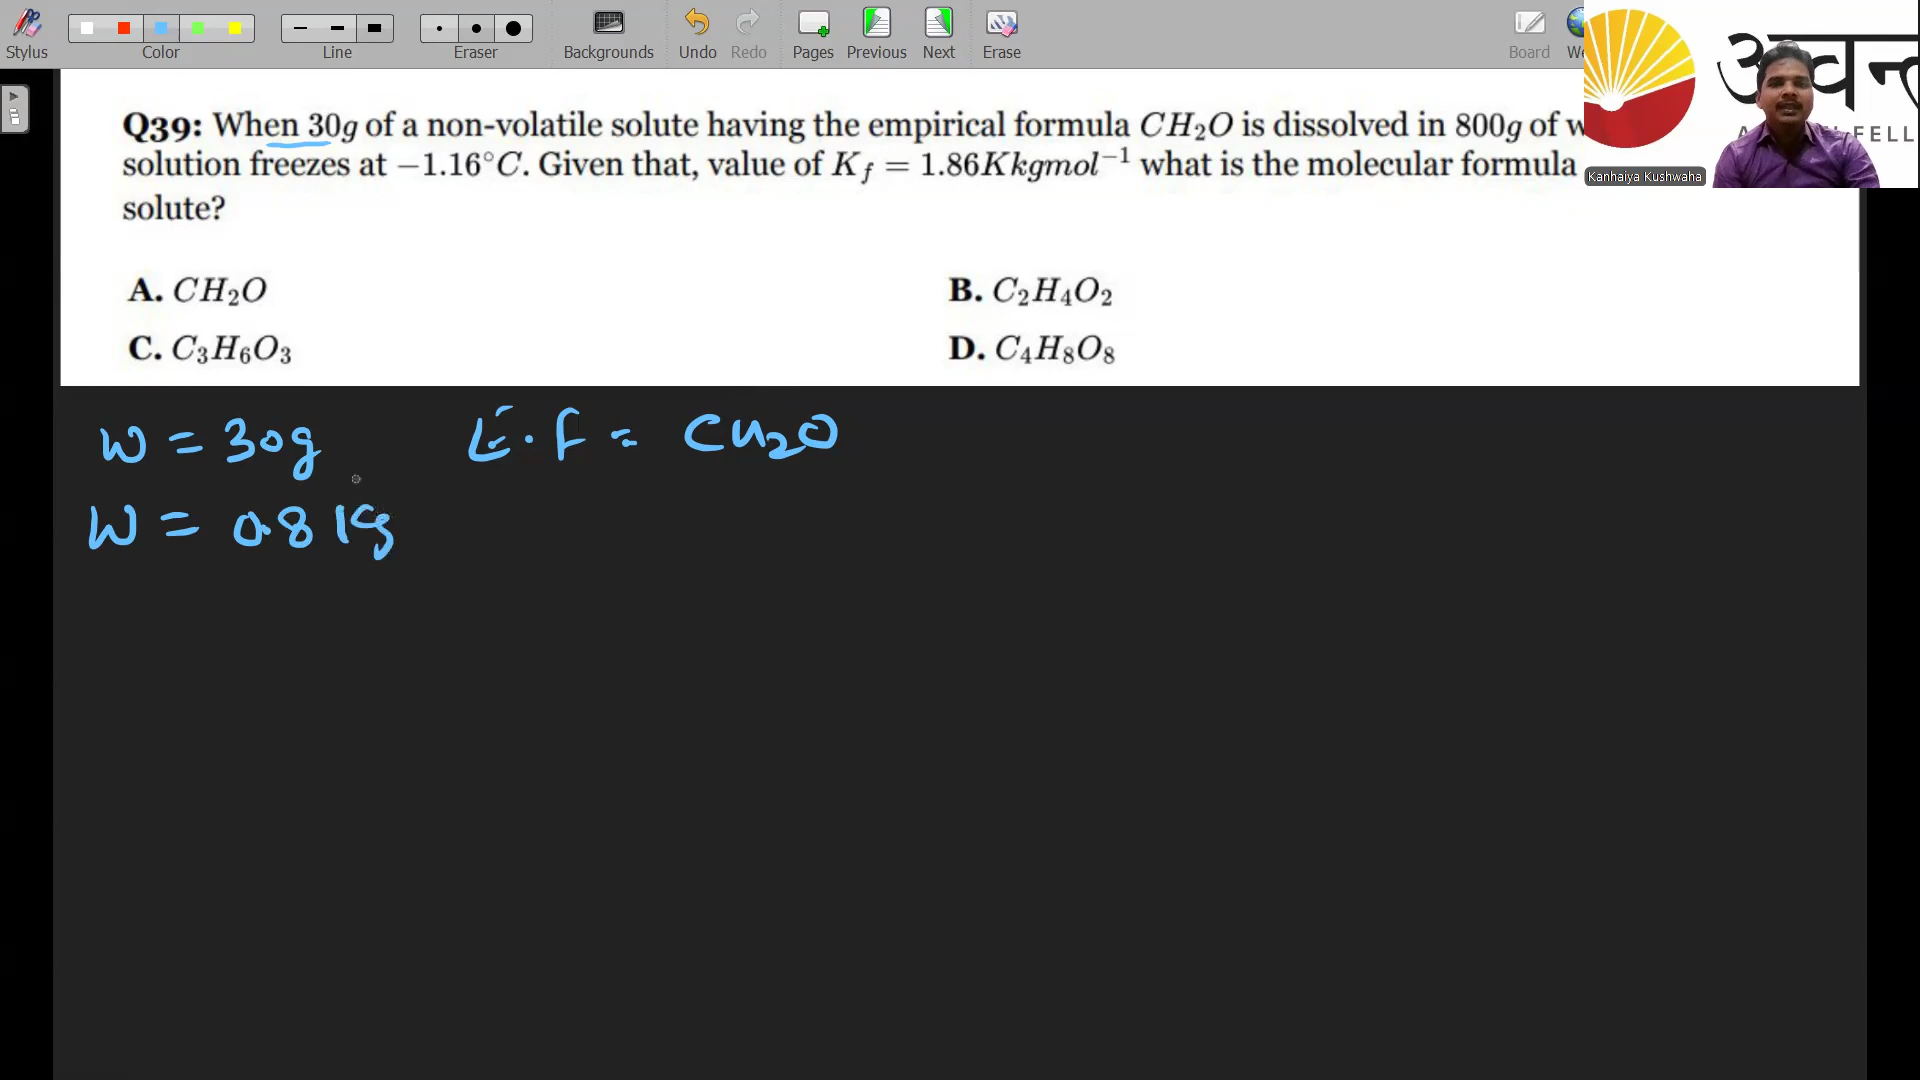 Stylus Color Line Eraser Backgrounds Undo Redo Pages Previous Next Erase Board
Q39: When 30g of a non-volatile solute having the empirical formula CH₂O is dissolved in 800g of
solution freezes at −1.16°C. Given that, value of K_f = 1.86Kkgmol⁻¹ what is the molecular formula
solute?
A. CH₂O
B. C₂H₄O₂
C. C₃H₆O₃
D. C₄H₈O₈
Kanhaiya Kushwaha
W = 30g E.F = CH₂O
W = 0.8 kg